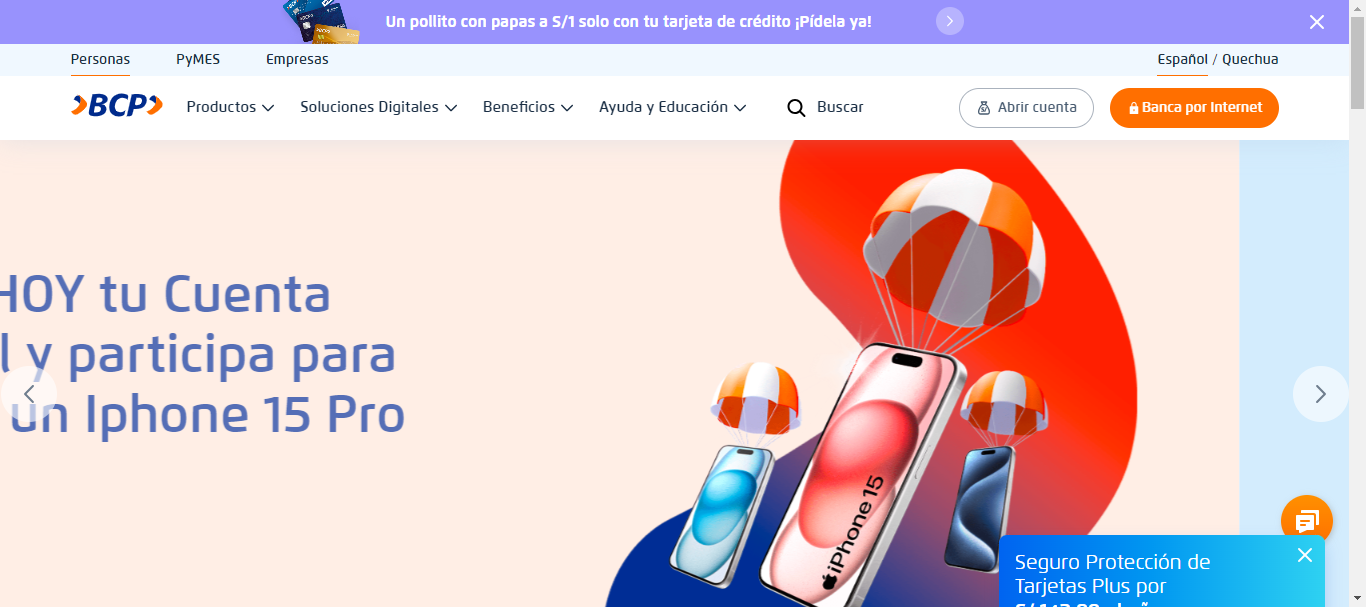 Un pollito con papas a S/1 solo con tu tarjeta de crédito ¡Pídela ya!
Personas PyMES Empresas Español / Quechua
BCP Productos Soluciones Digitales Beneficios Ayuda y Educación Buscar Abrir cuenta Banca por Internet
HOY tu Cuenta
l y participa para
un Iphone 15 Pro
iPhone 15
Seguro Protección de
Tarjetas Plus por